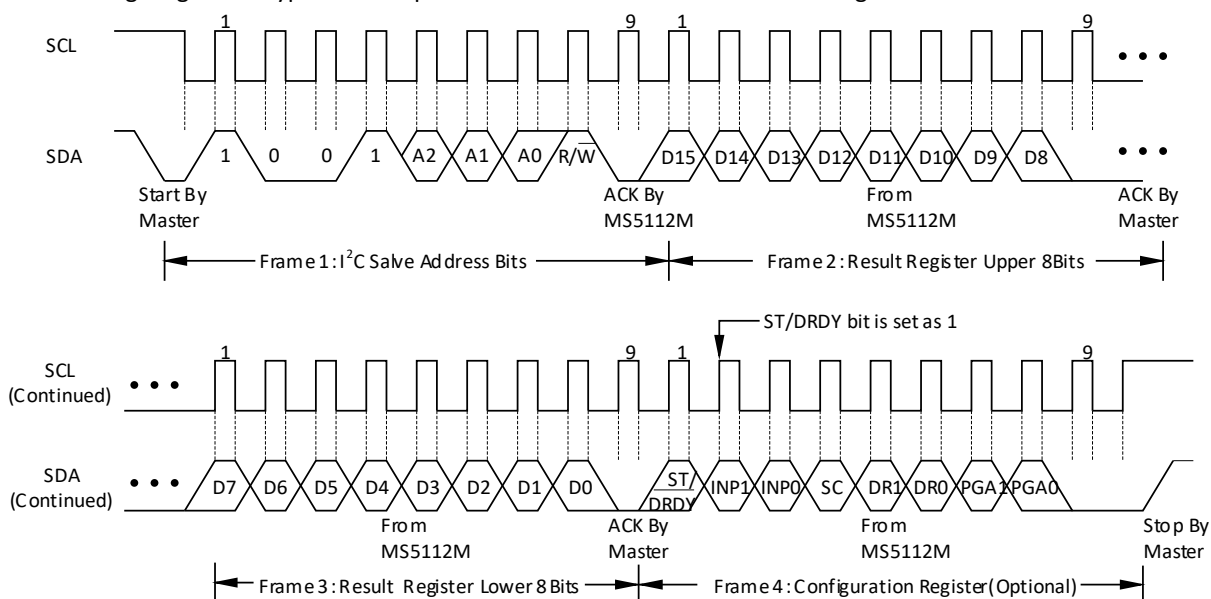 1 9 1 9
SCL
SDA 1 0 0 1 A2 A1 A0 R/W D15 D14 D13 D12 D11 D10 D9 D8
Start By Master
ACK By MS5112M
From MS5112M
ACK By Master
Frame 1:I²C Salve Address Bits
Frame 2:Result Register Upper 8Bits
ST/DRDY bit is set as 1
1 9 1 9
SCL
(Continued)
SDA
(Continued)
D7 D6 D5 D4 D3 D2 D1 D0 ST/DRDY INP1 INP0 SC DR1 DR0 PGA1 PGA0
From MS5112M
ACK By Master
From MS5112M
Stop By Master
Frame 3:Result Register Lower 8Bits
Frame 4:Configuration Register(Optional)